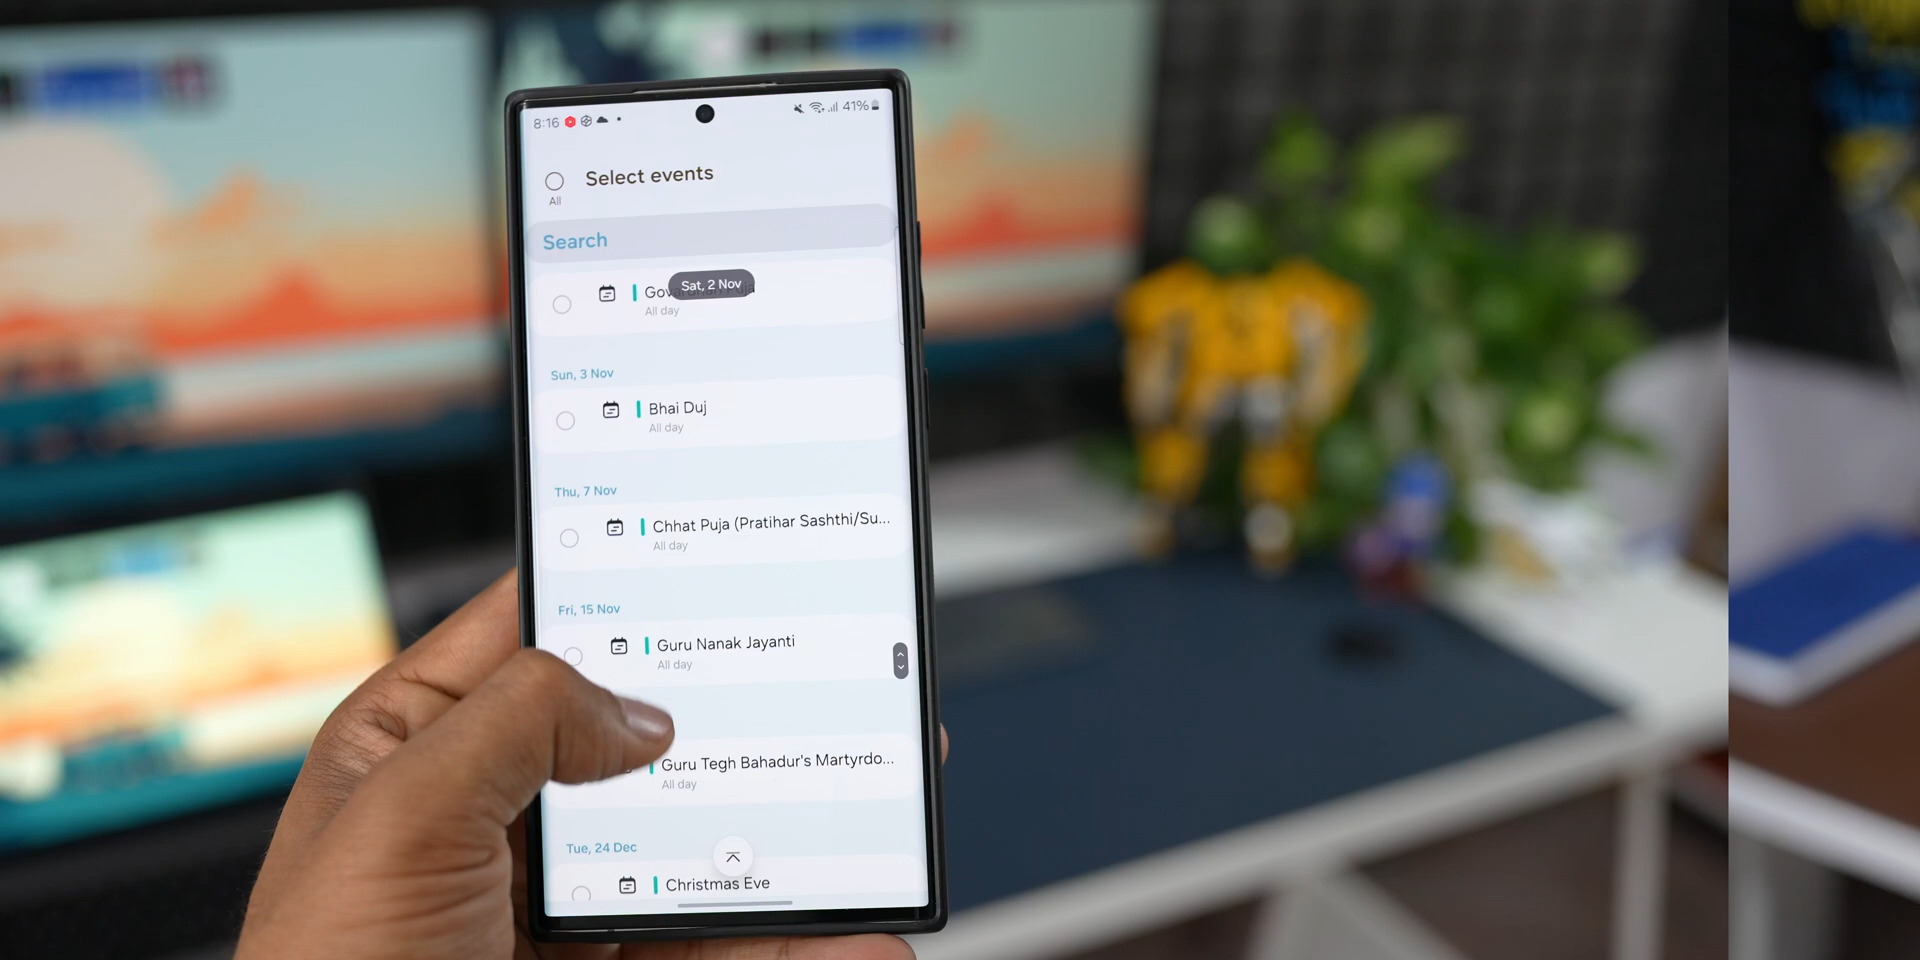 8:16
41%
Select events
All
Search
Sat, 2 Nov
All day
Sun, 3 Nov
Bhai Duj
All day
Thu, 7 Nov
Chhat Puja (Pratihar Sashthi/Su...
All day
Fri, 15 Nov
Guru Nanak Jayanti
All day
Guru Tegh Bahadur's Martyrdo...
All day
Tue, 24 Dec
Christmas Eve